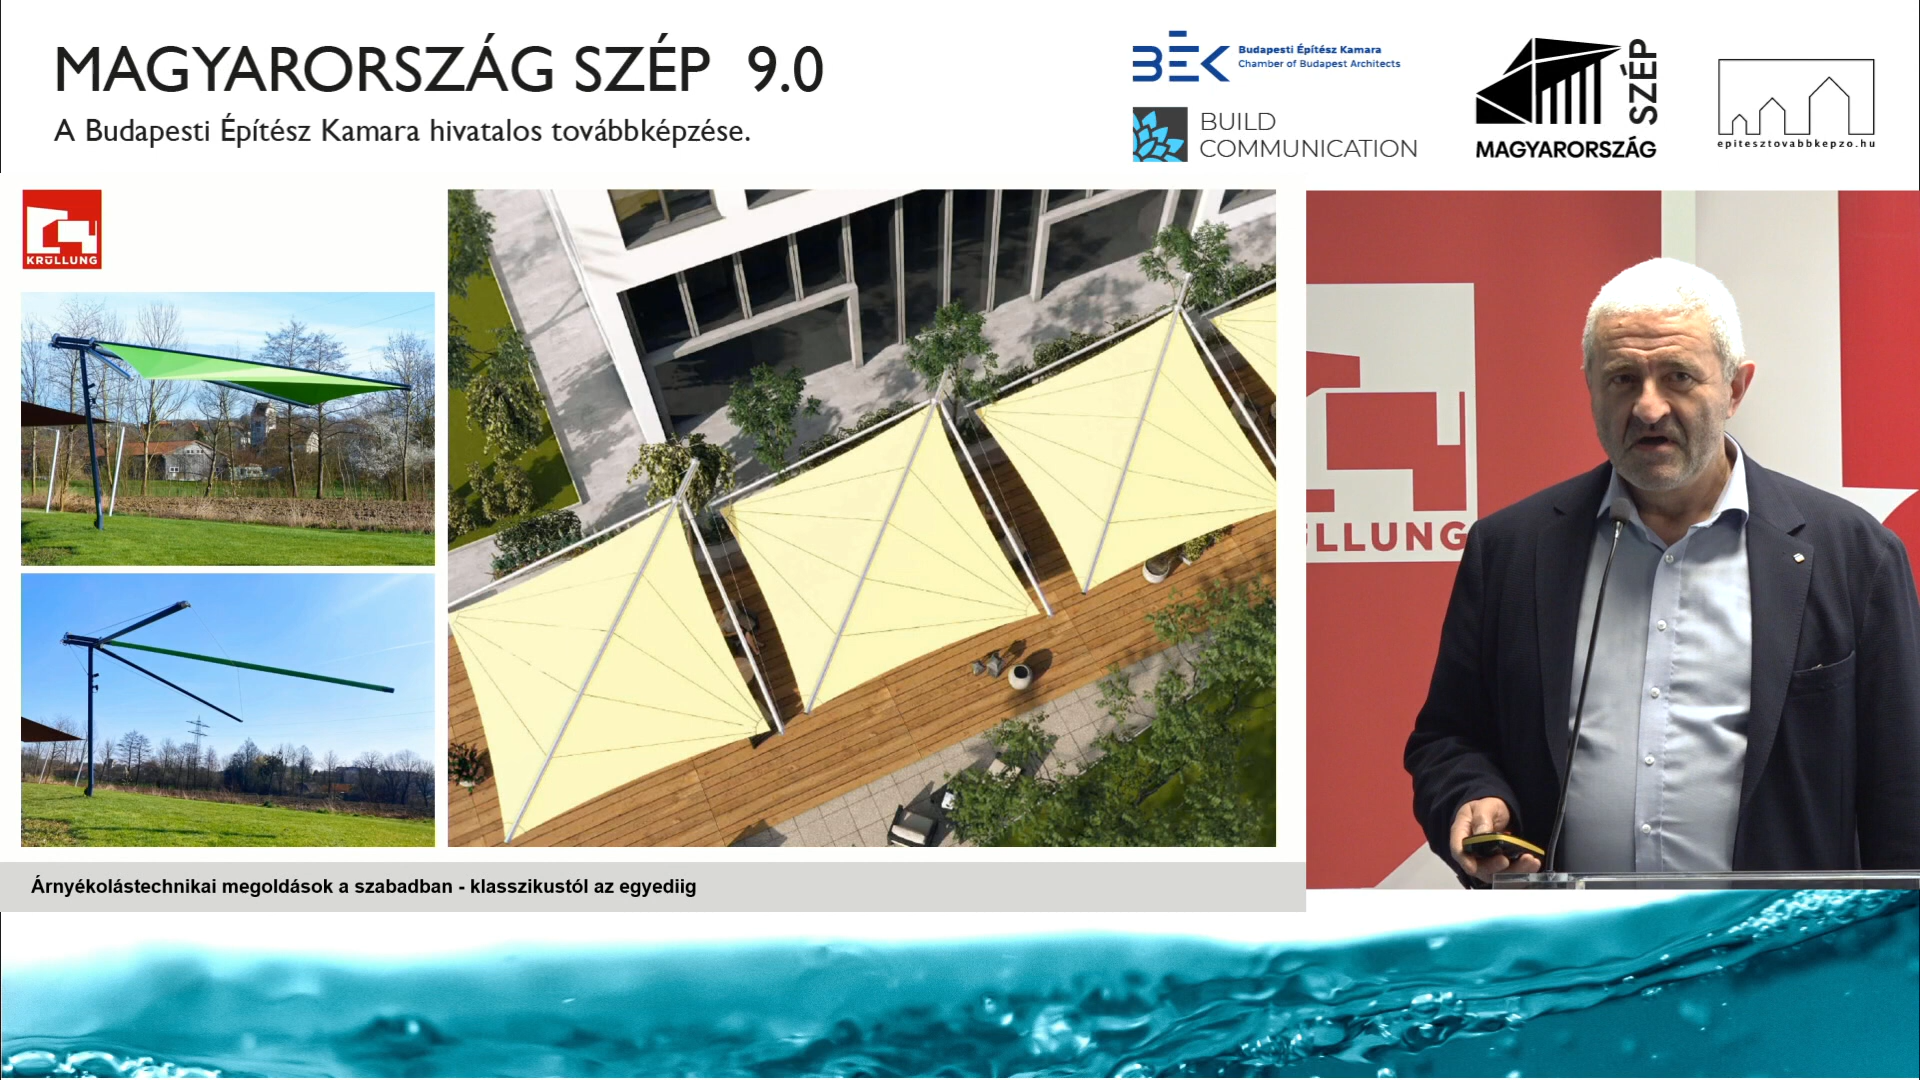 MAGYARORSZÁG SZÉP 9.0
A Budapesti Építész Kamara hivatalos továbbképzése.
BÉK
Budapesti Építész Kamara
Chamber of Budapest Architects
BUILD
COMMUNICATION
MAGYARORSZÁG
SZÉP
epitesztovabbkepzo.hu
KRÜLLUNG
LLUNG
Árnyékolástechnikai megoldások a szabadban - klasszikustól az egyediig